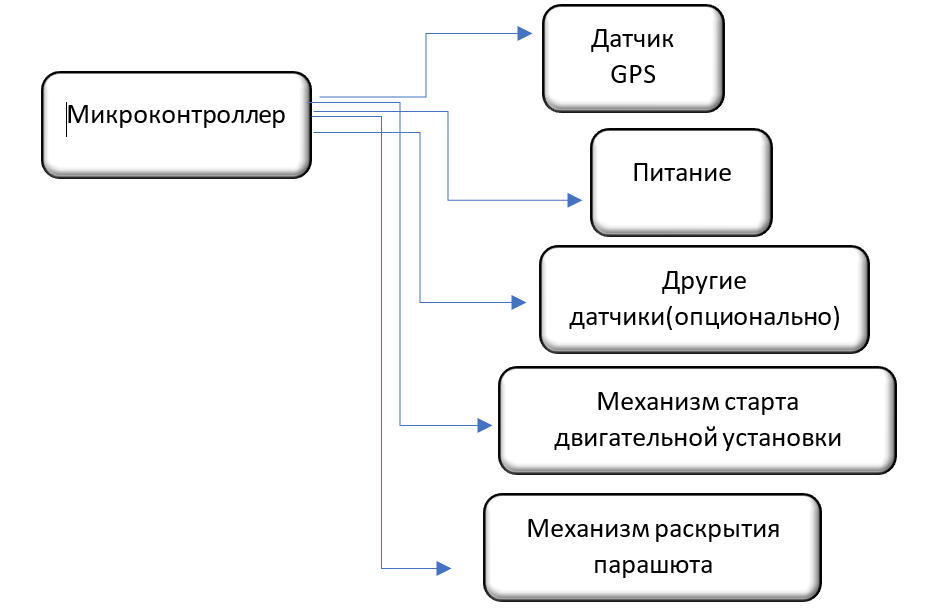 Датчик
GPS
Микроконтроллер
Питание
Другие
датчики(опционально)
Механизм старта
двигательной установки
Механизм раскрытия
парашюта